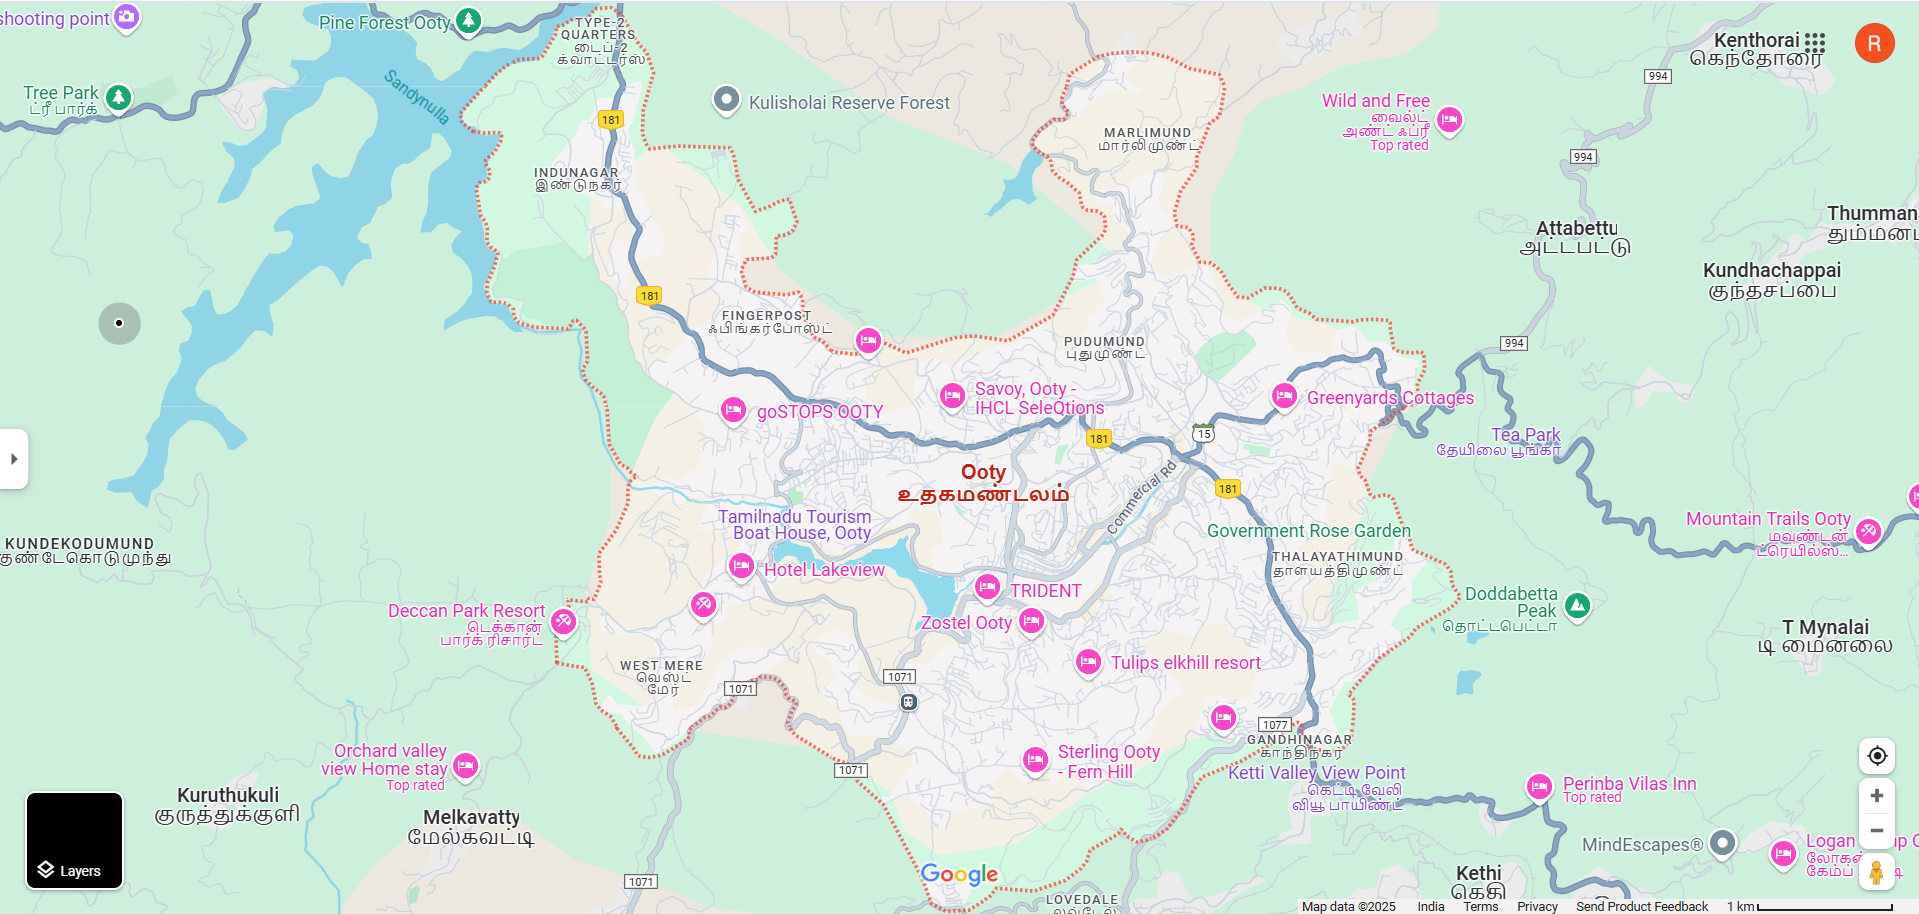 shooting point
Pine Forest Ooty
TYPE-2
QUARTERS
டைப்-2
க்வாட்டர்ஸ்
Kenthorai
கெந்தோரை
R
994
Tree Park
ட்ரீ பார்க்
Sandynulla
Kulisholai Reserve Forest
Wild and Free
வைல்ட்
அண்ட் ஃப்ரீ
Top rated
181
MARLIMUND
மார்லிமுண்ட்
994
INDUNAGAR
இண்டுநகர்
Attabettu
அட்டபட்டு
Thumman
தும்மன
Kundhachappai
குந்தசப்பை
181
FINGERPOST
ஃபிங்கர்போஸ்ட்
PUDUMUND
புதுமுண்ட்
994
goSTOPS OOTY
Savoy, Ooty -
IHCL SeleQtions
Greenyards Cottages
181
15
Tea Park
தேயிலை பூங்கா
Ooty
உதகமண்டலம்
Commercial Rd
181
Tamilnadu Tourism
Boat House, Ooty
Government Rose Garden
Mountain Trails Ooty
மவுண்டன்
ட்ரெயில்ஸ்...
KUNDEKODUMUND
குண்டேகொடுமுந்து
Hotel Lakeview
THALAYATHIMUND
தாளயத்திமுண்ட்
TRIDENT
Deccan Park Resort
டெக்கான்
பார்க் ரிசார்ட்
Zostel Ooty
Doddabetta
Peak
தொட்டபெட்டா
T Mynalai
டி மைனலை
WEST MERE
வெஸ்ட்
மேர்
Tulips elkhill resort
1071
1071
1077
GANDHINAGAR
காந்திநகர்
Orchard valley
view Home stay
Top rated
1071
Sterling Ooty
- Fern Hill
Ketti Valley View Point
கெட்டி வேலி
வியூ பாயிண்ட்
Perinba Vilas Inn
Top rated
Kuruthukuli
குருத்துக்குளி
Melkavatty
மேல்கவட்டி
MindEscapes®
Logan
லோகன்
கேம்ப்
Layers
1071
Google
Kethi
கெதி
LOVEDALE
லவ்டேல்
Map data ©2025 India Terms Privacy Send Product Feedback 1 km